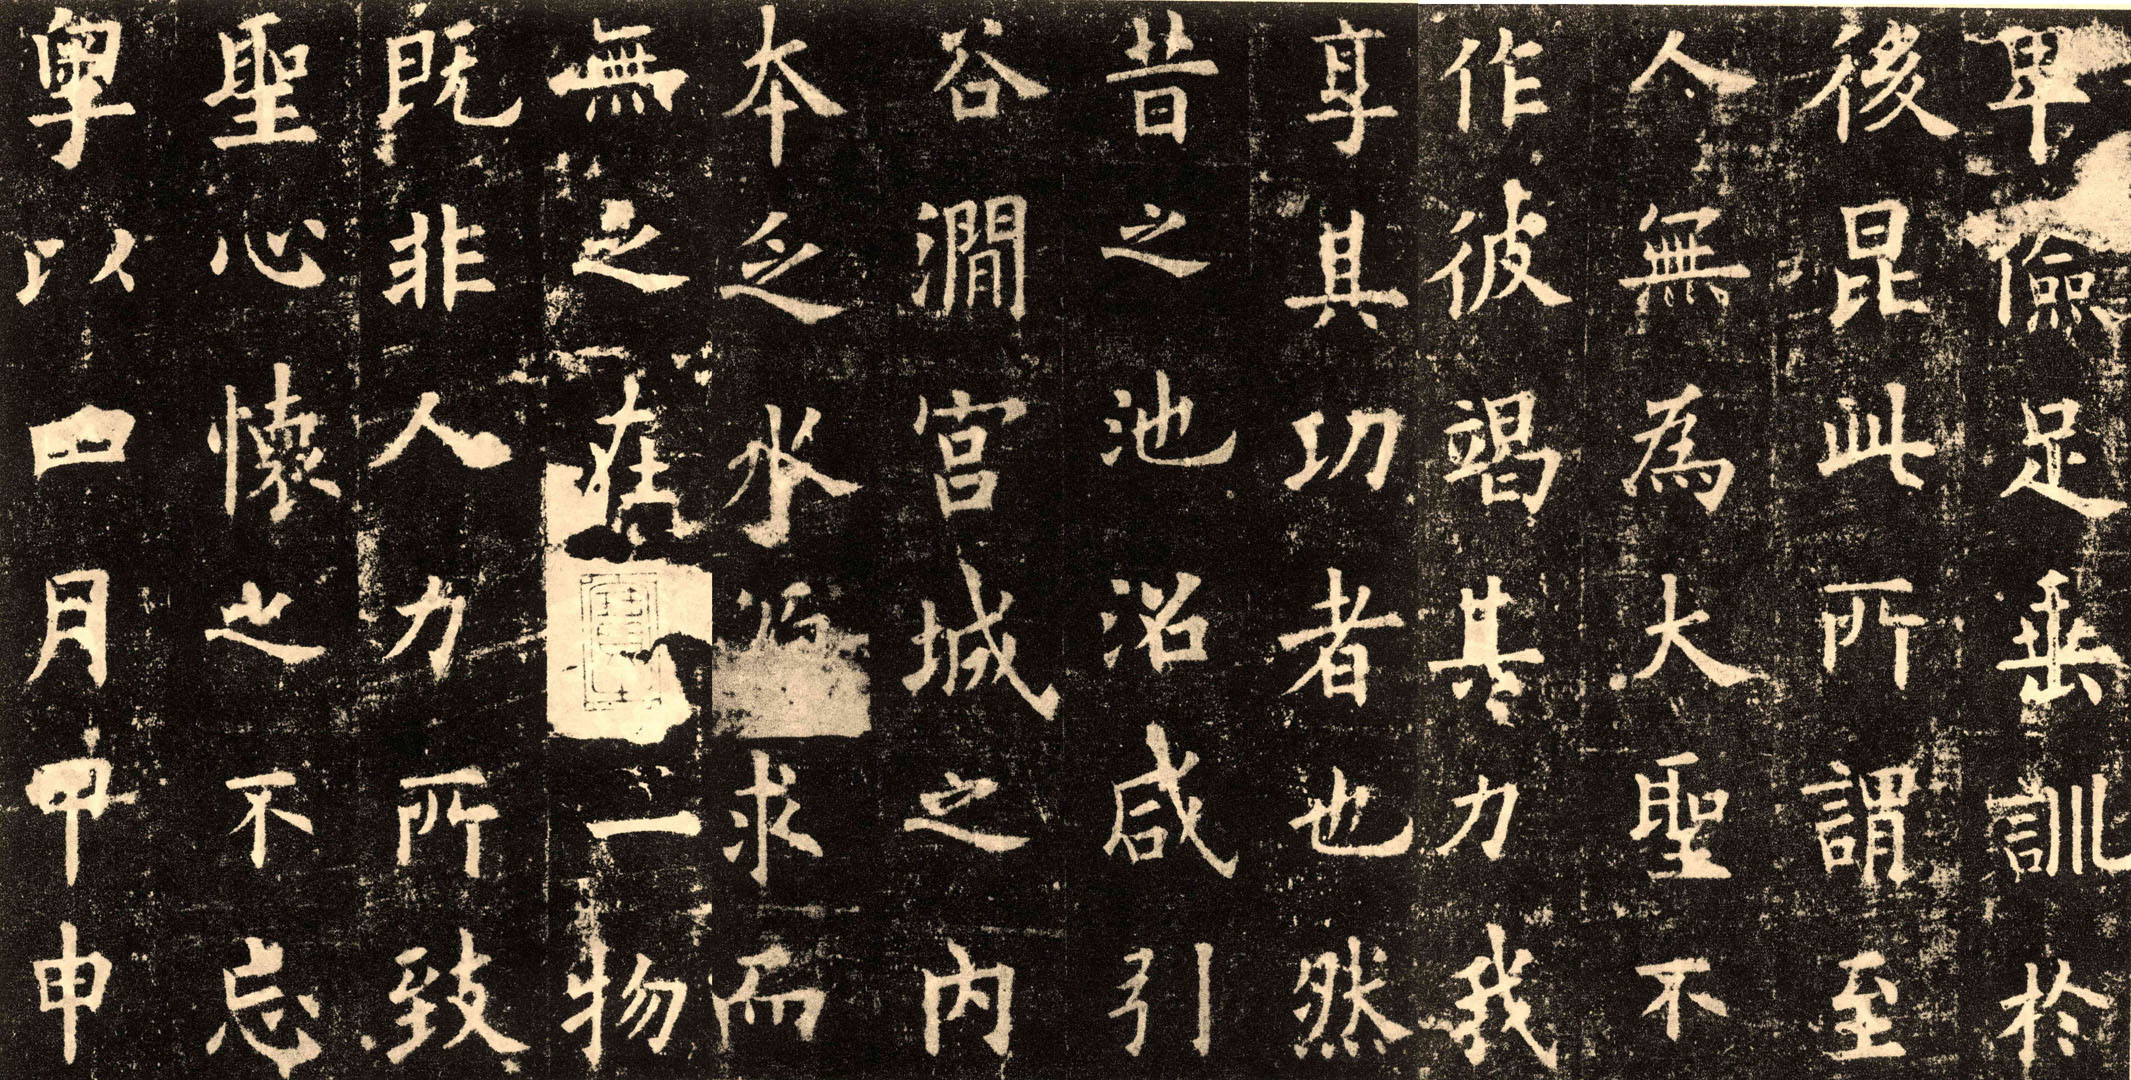 卑儉足垂訓於
後昆此所謂至
人無為大聖不
作彼竭其力我
享其功者也然
昔之池沼咸引
谷澗宮城之內
本乏水源求而
無之在一物
既非人力所致
聖心懷之不忘
粵以四月甲申